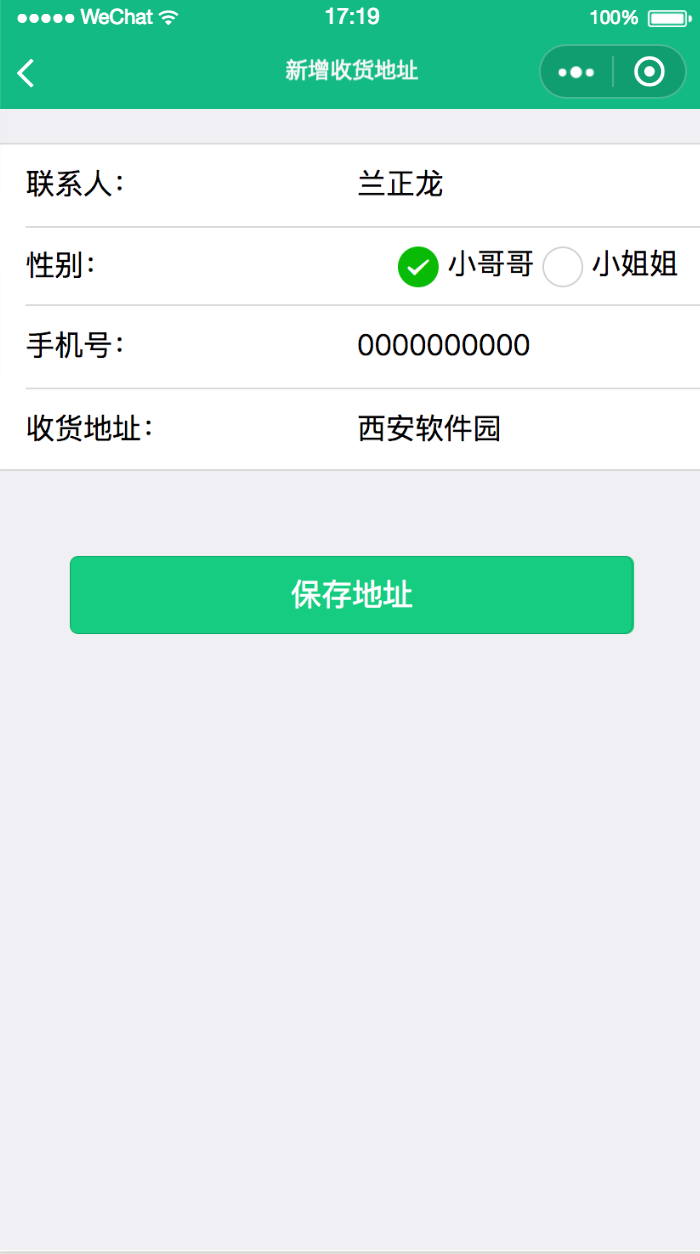 WeChat 17:19 100%
新增收货地址
联系人： 兰正龙
性别： 小哥哥 小姐姐
手机号： 0000000000
收货地址： 西安软件园
保存地址